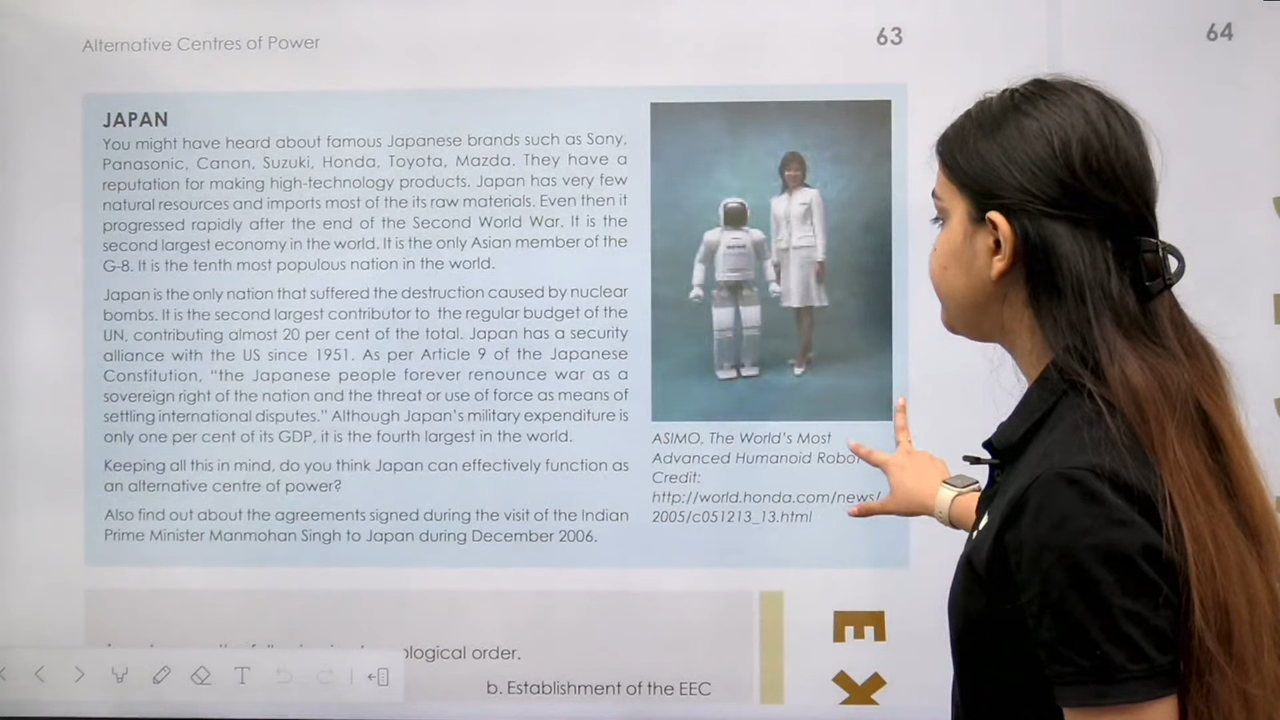 Alternative Centres of Power
63
64
JAPAN
You might have heard about famous Japanese brands such as Sony,
Panasonic, Canon, Suzuki, Honda, Toyota, Mazda. They have a
reputation for making high-technology products. Japan has very few
natural resources and imports most of the its raw materials. Even then it
progressed rapidly after the end of the Second World War. It is the
second largest economy in the world. It is the only Asian member of the
G-8. It is the tenth most populous nation in the world.
Japan is the only nation that suffered the destruction caused by nuclear
bombs. It is the second largest contributor to the regular budget of the
UN, contributing almost 20 per cent of the total. Japan has a security
alliance with the US since 1951. As per Article 9 of the Japanese
Constitution, “the Japanese people forever renounce war as a
sovereign right of the nation and the threat or use of force as means of
settling international disputes.” Although Japan’s military expenditure is
only one per cent of its GDP, it is the fourth largest in the world.
Keeping all this in mind, do you think Japan can effectively function as
an alternative centre of power?
Also find out about the agreements signed during the visit of the Indian
Prime Minister Manmohan Singh to Japan during December 2006.
ASIMO, The World’s Most
Advanced Humanoid Robot
Credit:
http://world.honda.com/news/
2005/c051213_13.html
order.
b. Establishment of the EEC
E X
T